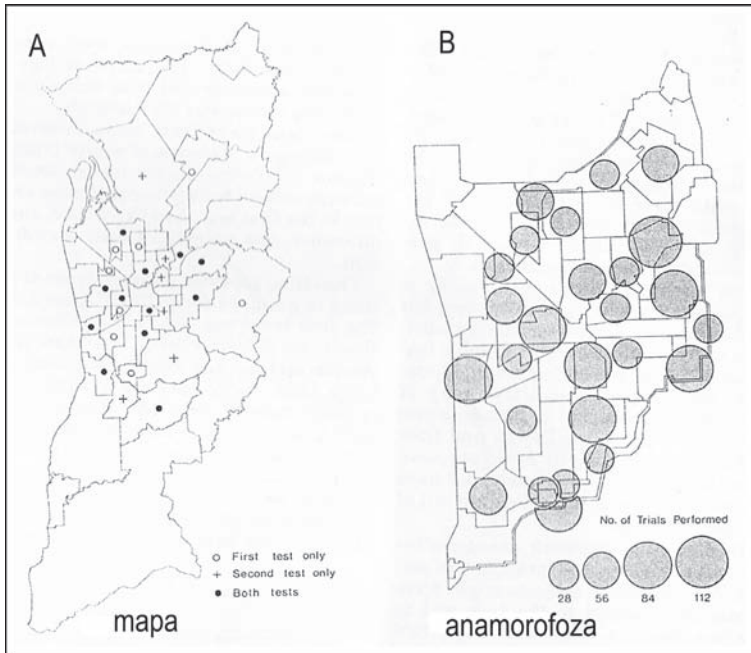 A
First test only
Second test only
Both tests
mapa
B
No. of Trials Performed
28 56 84 112
anamorofoza